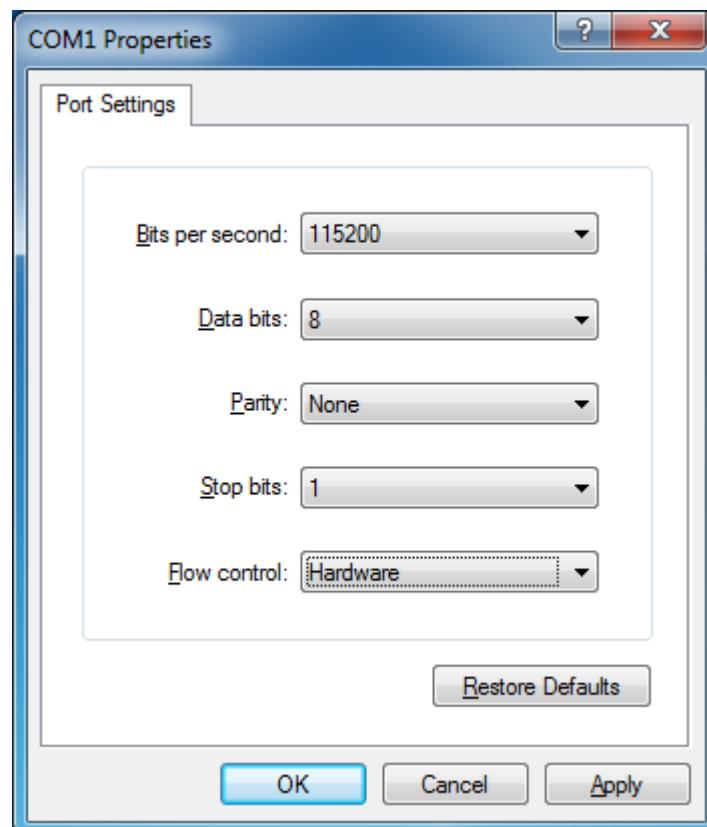 COM1 Properties
?
Port Settings
Bits per second: 115200
Data bits: 8
Parity: None
Stop bits: 1
Flow control: Hardware
Restore Defaults
OK Cancel Apply